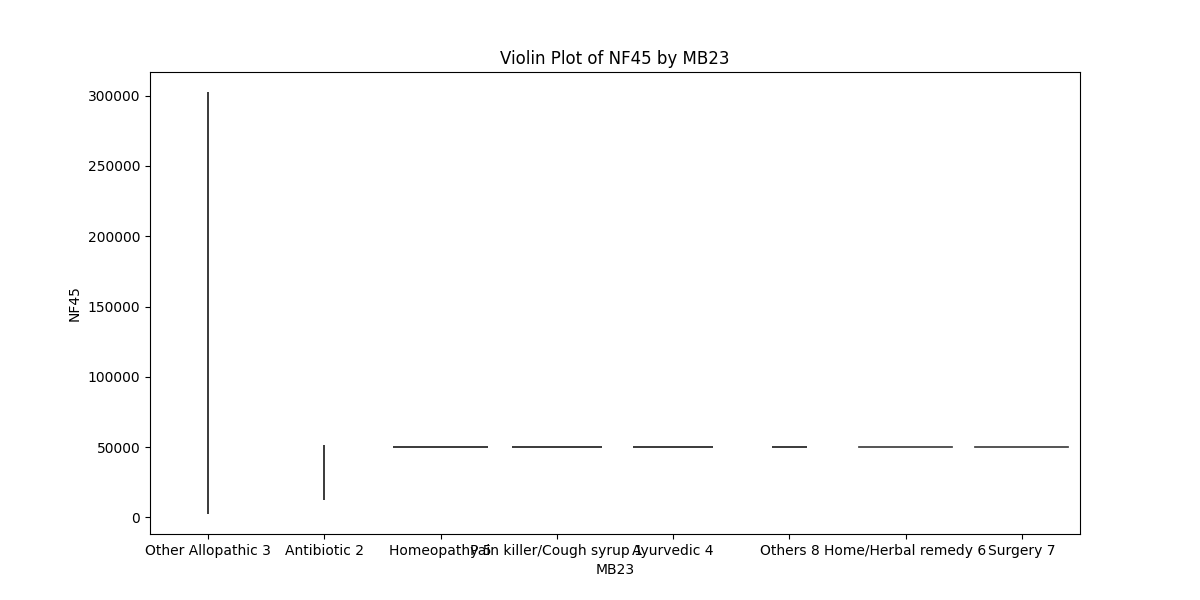 Violin Plot of NF45 by MB23
300000
250000
200000
150000
100000
50000
0
NF45
Other Allopathic 3 Antibiotic 2 Homeopathy 5 Pain killer/Cough syrup 1 Ayurvedic 4 Others 8 Home/Herbal remedy 6 Surgery 7
MB23